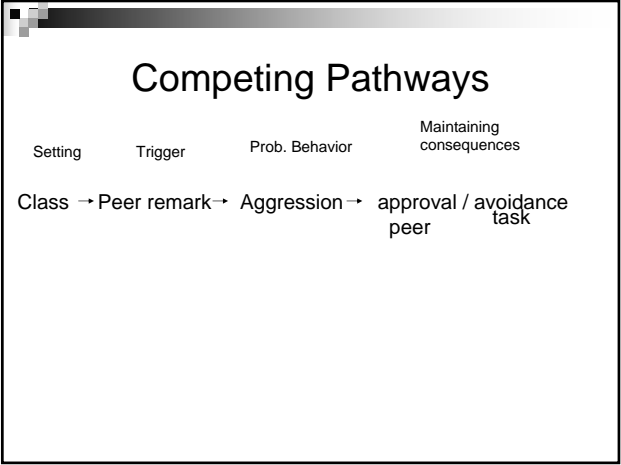 Competing Pathways
Setting Trigger Prob. Behavior Maintaining
consequences
Class → Peer remark → Aggression → approval / avoidance
peer task